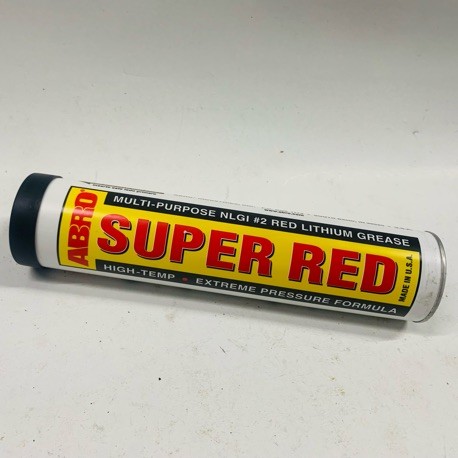 ABRO
MULTI-PURPOSE NLGI #2 RED LITHIUM GREASE
SUPER RED
HIGH-TEMP • EXTREME PRESSURE FORMULA
MADE IN U.S.A.